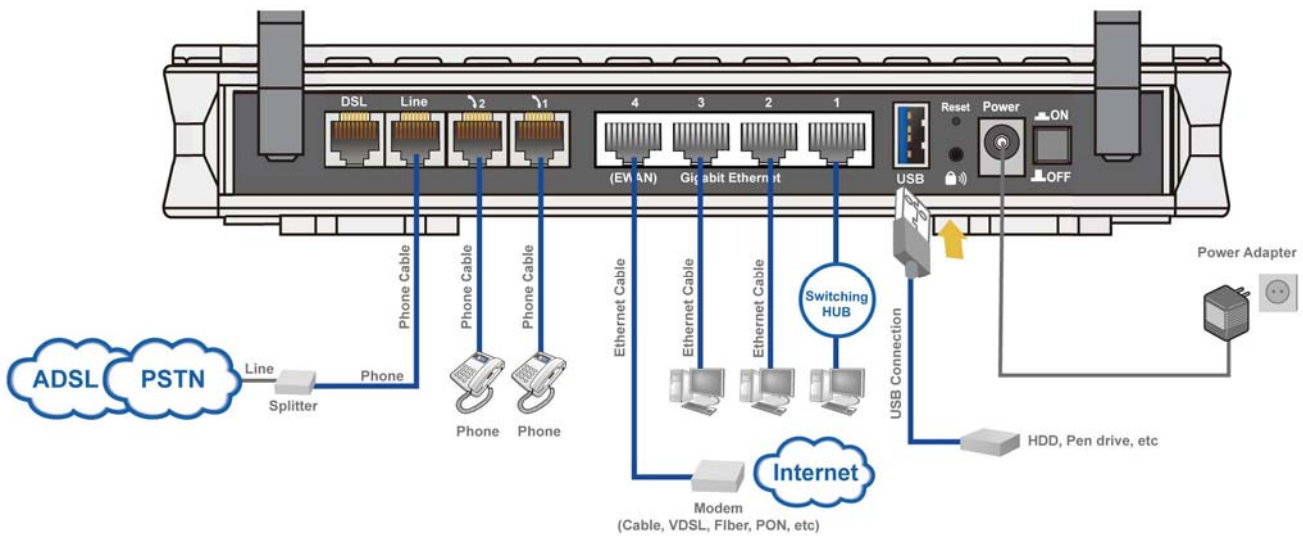 DSL
Line
2
1
4
3
2
1
Reset
Power
ON
OFF
(EWAN)
Gigabit Ethernet
USB
Phone Cable
Phone Cable
Phone Cable
Ethernet Cable
Ethernet Cable
Ethernet Cable
Switching
HUB
USB Connection
Power Adapter
ADSL
PSTN
Line
Splitter
Phone
Phone
Phone
HDD, Pen drive, etc
Internet
Modem
(Cable, VDSL, FIber, PON, etc)